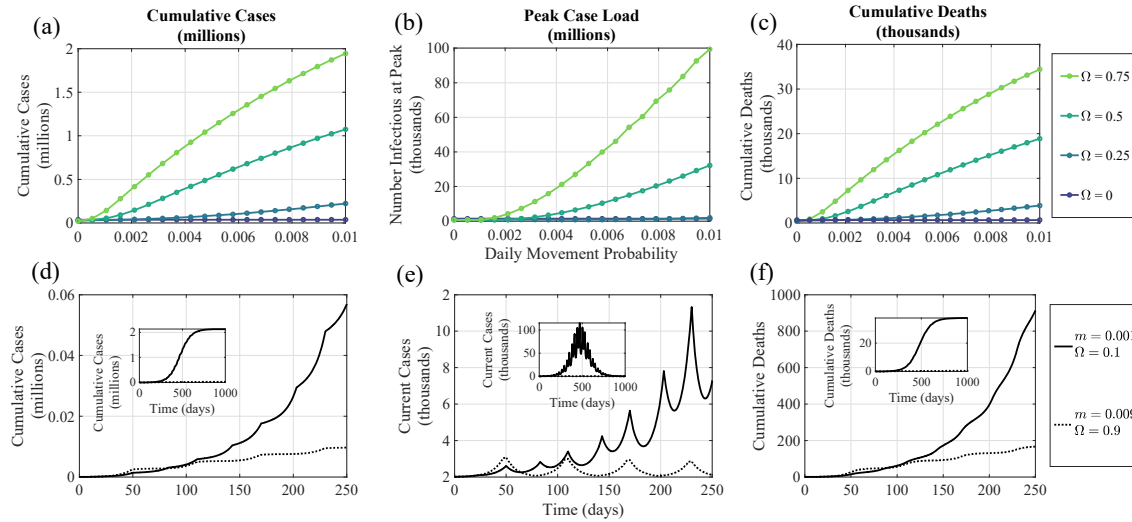 (a)
Cumulative Cases
(millions)
Cumulative Cases
(millions)
2
1.5
1
0.5
0
0 0.002 0.004 0.006 0.008 0.01
(b)
Peak Case Load
(millions)
Number Infectious at Peak
(thousands)
100
80
60
40
20
0
0 0.002 0.004 0.006 0.008 0.01
Daily Movement Probability
(c)
Cumulative Deaths
(thousands)
Cumulative Deaths
(thousands)
40
30
20
10
0
0 0.002 0.004 0.006 0.008 0.01
Ω = 0.75
Ω = 0.5
Ω = 0.25
Ω = 0
(d)
Cumulative Cases
(millions)
0.06
0.04
0.02
0
0 50 100 150 200 250
Cumulative Cases
(millions)
2
1
0
0 500 1000
Time (days)
(e)
Current Cases
(thousands)
12
10
8
6
4
2
0 50 100 150 200 250
Time (days)
Current Cases
(thousands)
100
50
0
0 500 1000
Time (days)
(f)
Cumulative Deaths
1000
800
600
400
200
0
0 50 100 150 200 250
Cumulative Deaths
(thousands)
20
0
0 500 1000
Time (days)
m = 0.001
Ω = 0.1
m = 0.009
Ω = 0.9